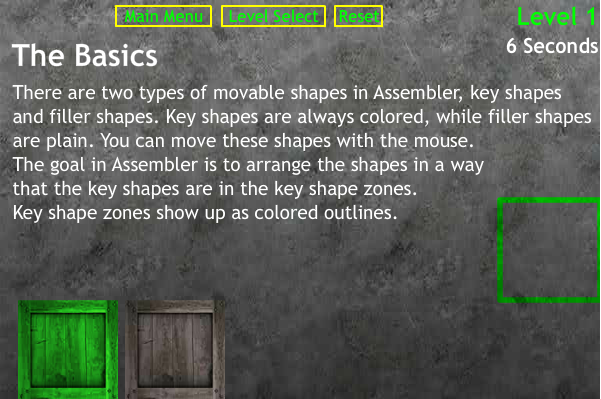 Main Menu Level Select Reset Level 1
6 Seconds
The Basics
There are two types of movable shapes in Assembler, key shapes
and filler shapes. Key shapes are always colored, while filler shapes
are plain. You can move these shapes with the mouse.
The goal in Assembler is to arrange the shapes in a way
that the key shapes are in the key shape zones.
Key shape zones show up as colored outlines.